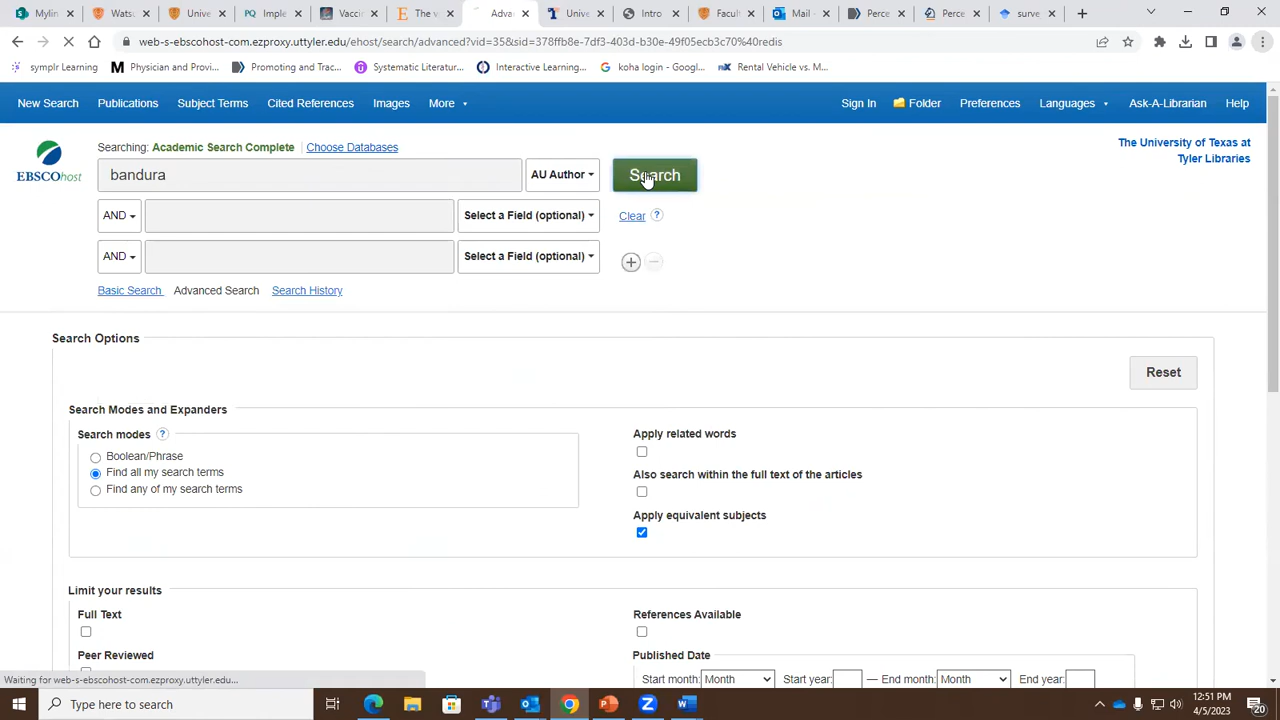 Mylin
Wats
Unive
Imple
Vaccin
The v
Advan
Unive
Intro
Facult
Mail -
Perce
Perce
surve
web-s-ebscohost-com.ezproxy.uttyler.edu/ehost/search/advanced?vid=35&sid=378ffb8e-7df3-403d-b30e-49f05ecb3c70%40redis
symplr Learning
Physician and Provi...
Promoting and Trac...
Systematic Literatur...
Interactive Learning...
koha login - Googl...
Rental Vehicle vs. M...
New Search Publications Subject Terms Cited References Images More
Sign In Folder Preferences Languages Ask-A-Librarian Help
EBSCOhost
Searching: Academic Search Complete Choose Databases
bandura AU Author Search
AND Select a Field (optional) Clear ?
AND Select a Field (optional)
Basic Search Advanced Search Search History
The University of Texas at
Tyler Libraries
Search Options
Reset
Search Modes and Expanders
Search modes ?
Boolean/Phrase
Find all my search terms
Find any of my search terms
Apply related words
Also search within the full text of the articles
Apply equivalent subjects
Limit your results
Full Text
References Available
Peer Reviewed
Published Date
Start month: Month Start year: — End month: Month End year:
Waiting for web-s-ebscohost-com.ezproxy.uttyler.edu...
Type here to search
12:51 PM
4/5/2023
20